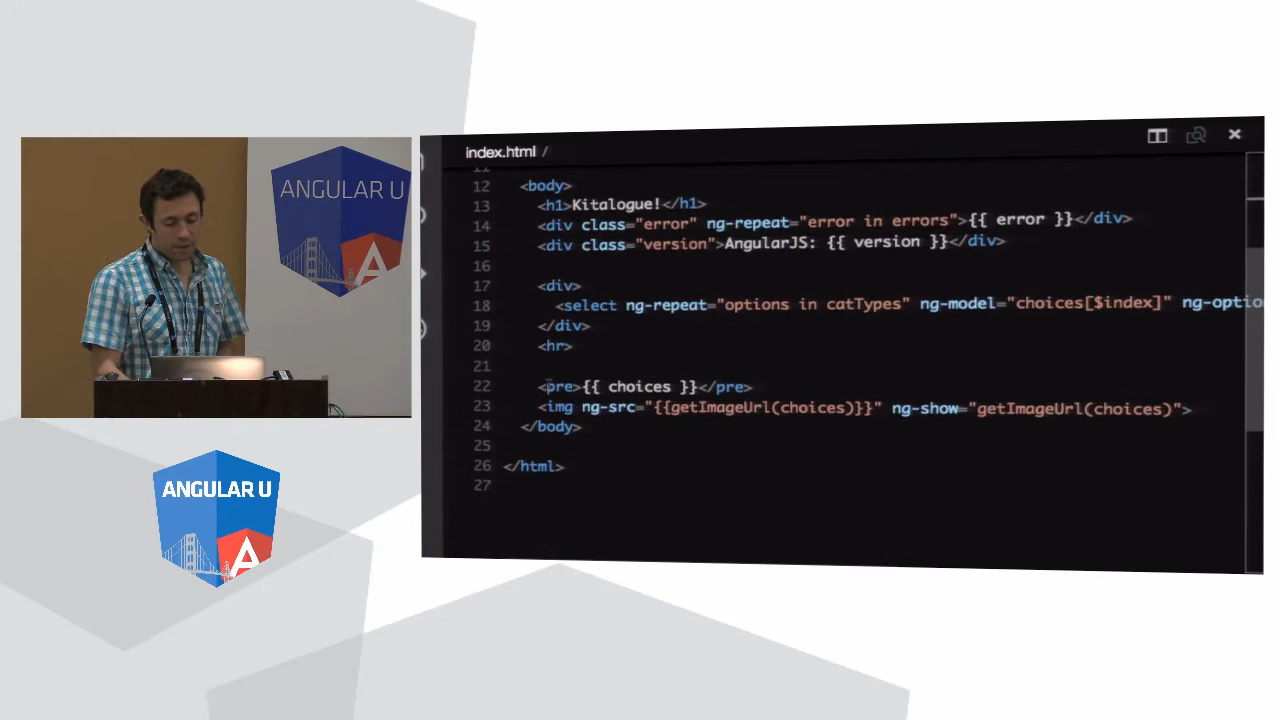 ANGULAR U
ANGULAR U
index.html /
11
12 <body>
13 <h1>Kitalogue!</h1>
14 <div class="error" ng-repeat="error in errors">{{ error }}</div>
15 <div class="version">AngularJS: {{ version }}</div>
16
17 <div>
18 <select ng-repeat="options in catTypes" ng-model="choices[$index]" ng-optio
19 </div>
20 <hr>
21
22 <pre>{{ choices }}</pre>
23 <img ng-src="{{getImageUrl(choices)}}" ng-show="getImageUrl(choices)">
24 </body>
25
26 </html>
27